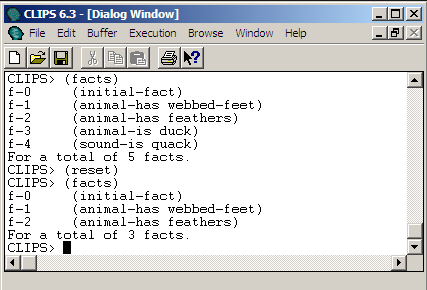 CLIPS 6.3 - [Dialog Window]
File Edit Buffer Execution Browse Window Help
CLIPS> (facts)
f-0 (initial-fact)
f-1 (animal-has webbed-feet)
f-2 (animal-has feathers)
f-3 (animal-is duck)
f-4 (sound-is quack)
For a total of 5 facts.
CLIPS> (reset)
CLIPS> (facts)
f-0 (initial-fact)
f-1 (animal-has webbed-feet)
f-2 (animal-has feathers)
For a total of 3 facts.
CLIPS>